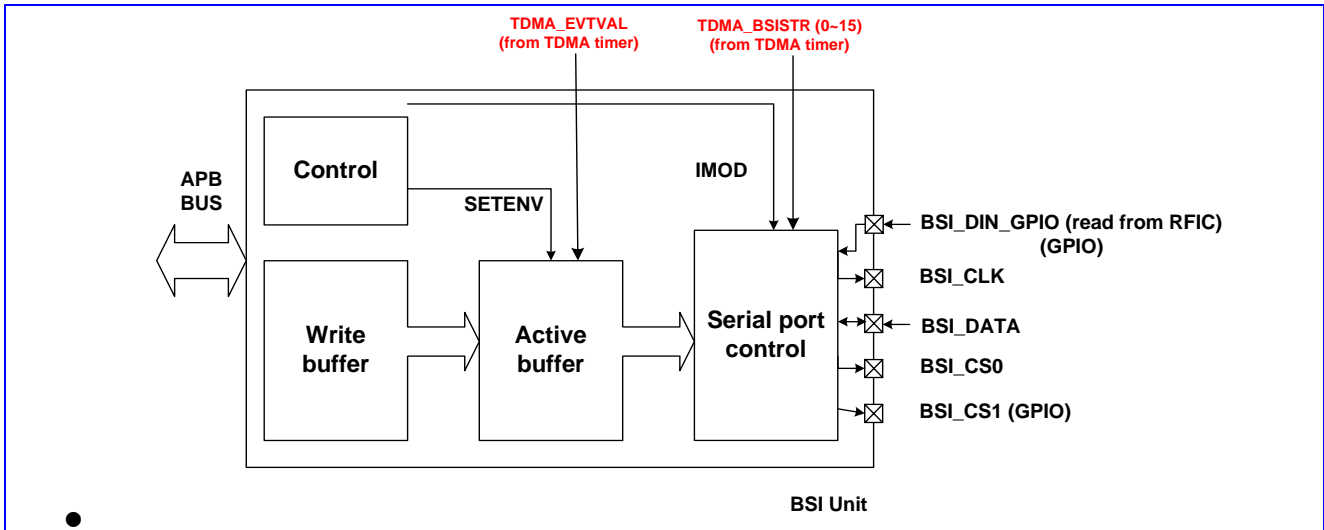 TDMA_EVTVAL
(from TDMA timer)
TDMA_BSISTR (0~15)
(from TDMA timer)
Control
IMOD
APB
BUS
SETENV
BSI_DIN_GPIO (read from RFIC)
(GPIO)
BSI_CLK
Write
buffer
Active
buffer
Serial port
control
BSI_DATA
BSI_CS0
BSI_CS1 (GPIO)
BSI Unit